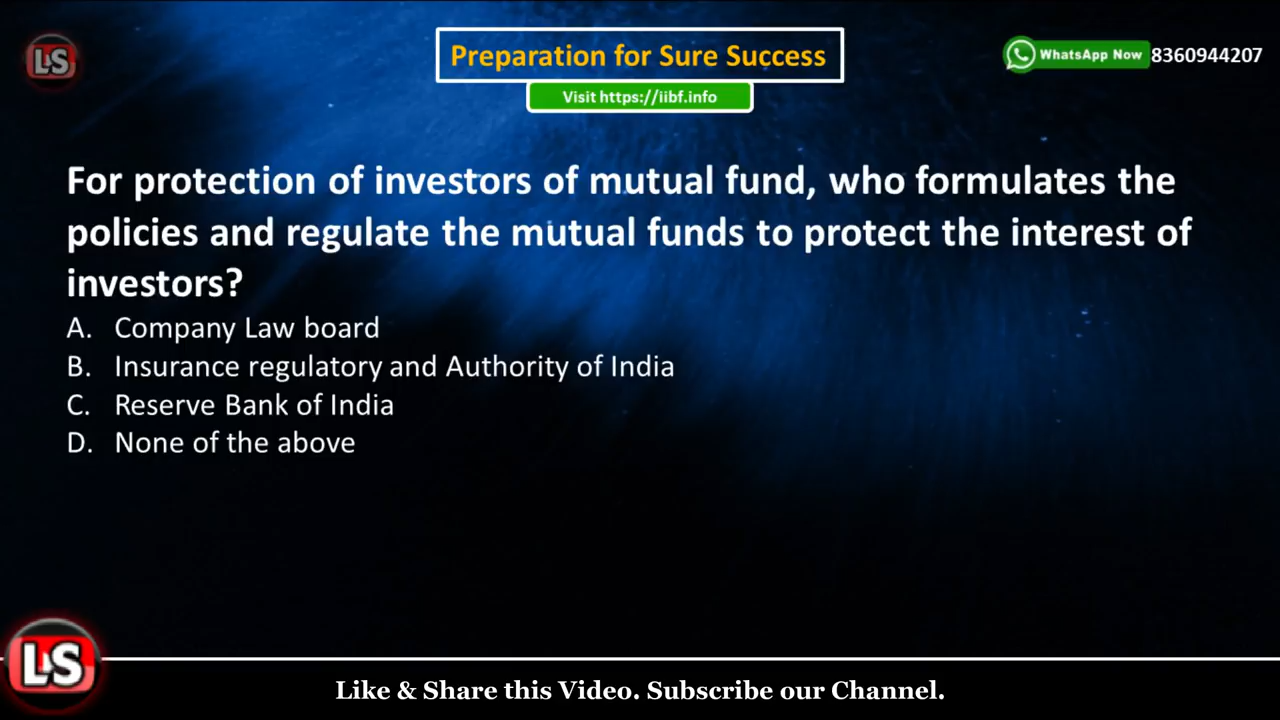 LS
Preparation for Sure Success
WhatsApp Now 8360944207
Visit https://iibf.info
For protection of investors of mutual fund, who formulates the
policies and regulate the mutual funds to protect the interest of
investors?
A. Company Law board
B. Insurance regulatory and Authority of India
C. Reserve Bank of India
D. None of the above
LS
Like & Share this Video. Subscribe our Channel.